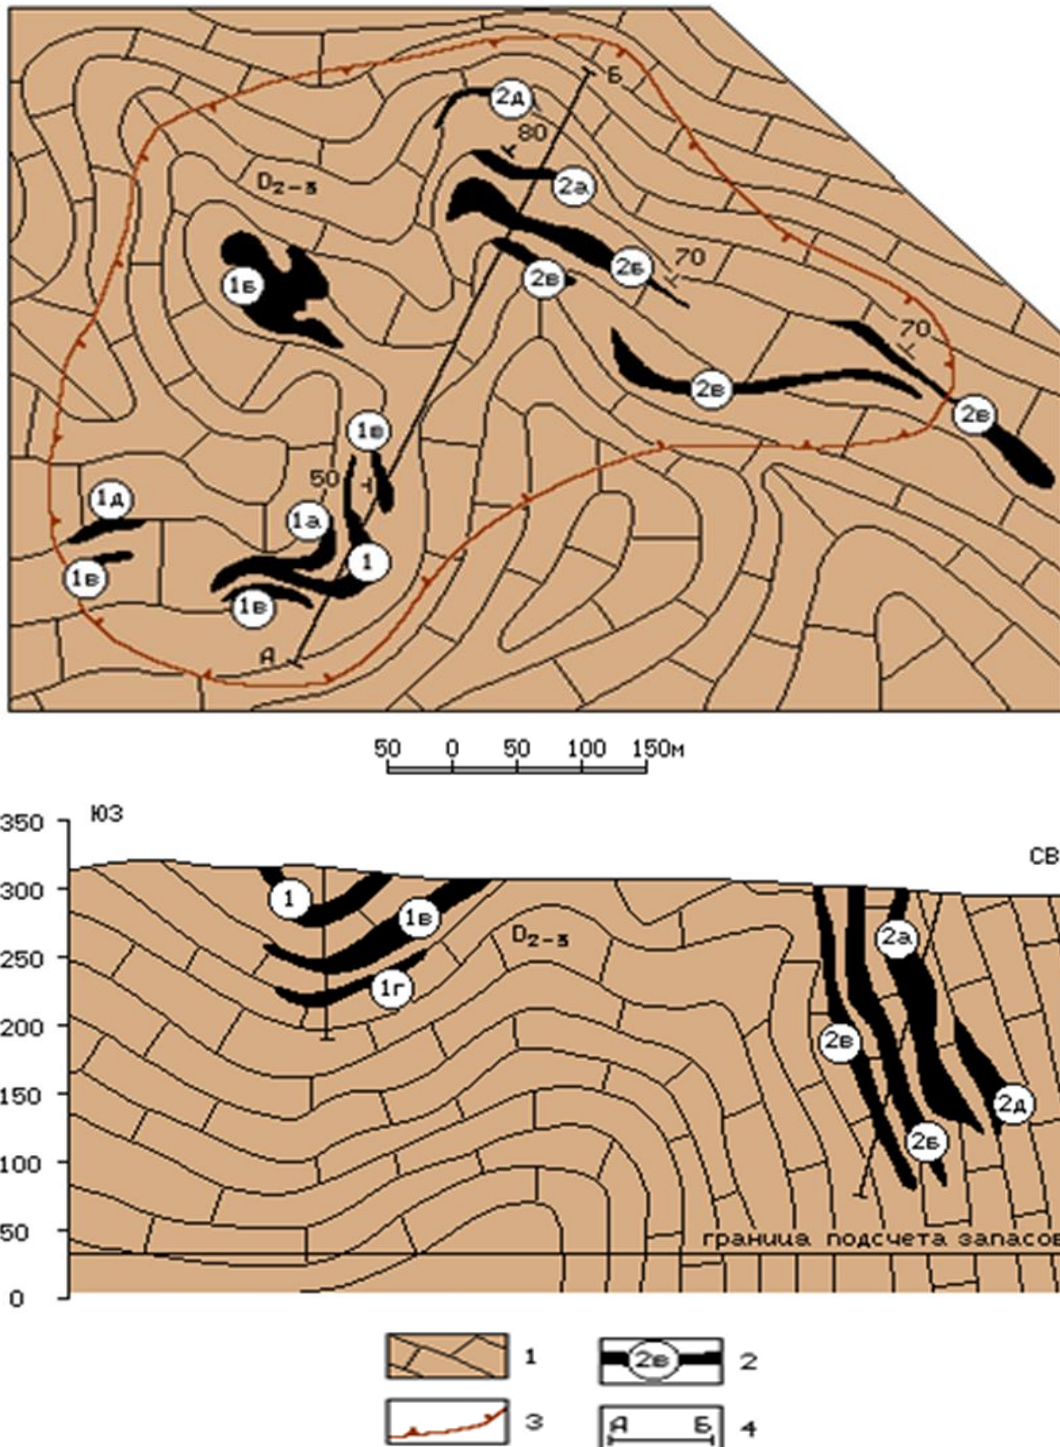 Б
2д
80
2а
D₂₋₃
70
2б
2в
1б
70
2в
2в
1в
50
1д
1а
1
1в
1в
А
50 0 50 100 150м
350 ЮЗ
СВ
300
1
1в
2а
D₂₋₃
250
1г
200
2в
150
2д
2б
100
50
граница подсчета запасов
0
1
2в 2
3
А Б 4